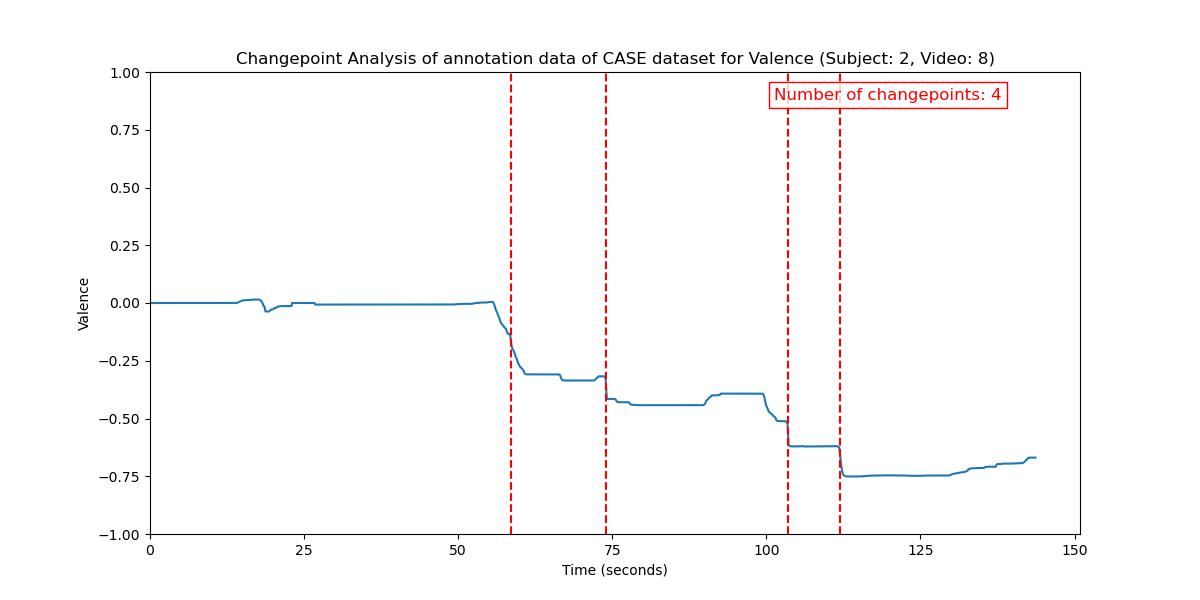 Changepoint Analysis of annotation data of CASE dataset for Valence (Subject: 2, Video: 8)
Number of changepoints: 4
Valence
1.00
0.75
0.50
0.25
0.00
−0.25
−0.50
−0.75
−1.00
0 25 50 75 100 125 150
Time (seconds)